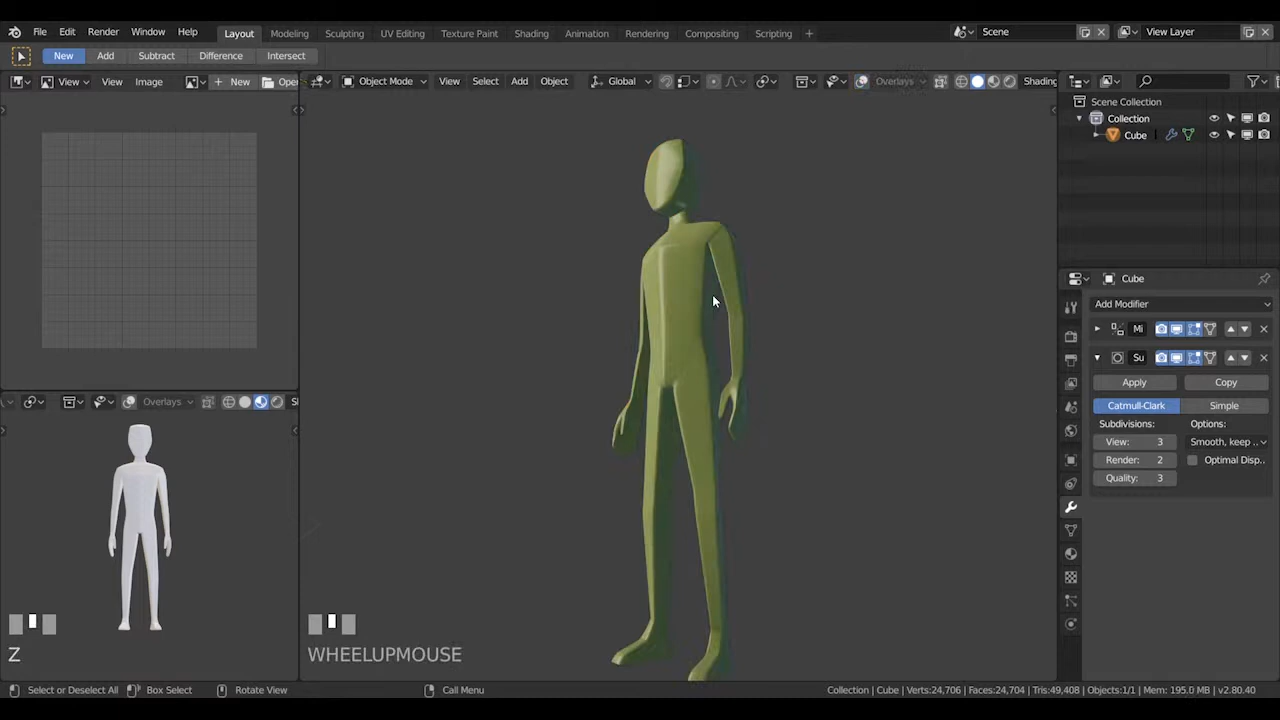 File Edit Render Window Help Layout Modeling Sculpting UV Editing Texture Paint Shading Animation Rendering Compositing Scripting + Scene View Layer
New Add Subtract Difference Intersect
View View Image New Open Object Mode View Select Add Object Global Overlays Shading
Scene Collection
Collection
Cube
Cube
Add Modifier
Mi
Su
Apply Copy
Catmull-Clark Simple
Subdivisions: Options:
View: 3 Smooth, keep ..
Render: 2 Optimal Disp..
Quality: 3
Overlays
Z
WHEELUPMOUSE
Select or Deselect All Box Select Rotate View Call Menu Collection | Cube | Verts:24,706 | Faces:24,704 | Tris:49,408 | Objects:1/1 | Mem: 195.0 MB | v2.80.40